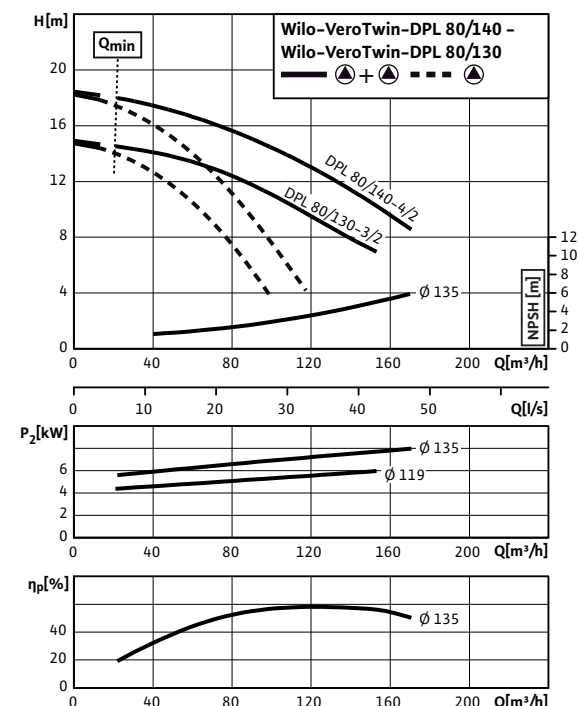 H[m]
Wilo-VeroTwin-DPL 80/140 –
Wilo-VeroTwin-DPL 80/130
+
Qmin
20
16
12
8
4
0
DPL 80/140-4/2
DPL 80/130-3/2
Ø 135
12
10
8
6
4
2
0
NPSH [m]
0 40 80 120 160 200 Q[m³/h]
0 10 20 30 40 50 Q[l/s]
P₂[kW]
Ø 135
6
Ø 119
4
2
0
0 40 80 120 160 200 Q[m³/h]
ηp[%]
Ø 135
40
20
0
0 40 80 120 160 200 Q[m³/h]